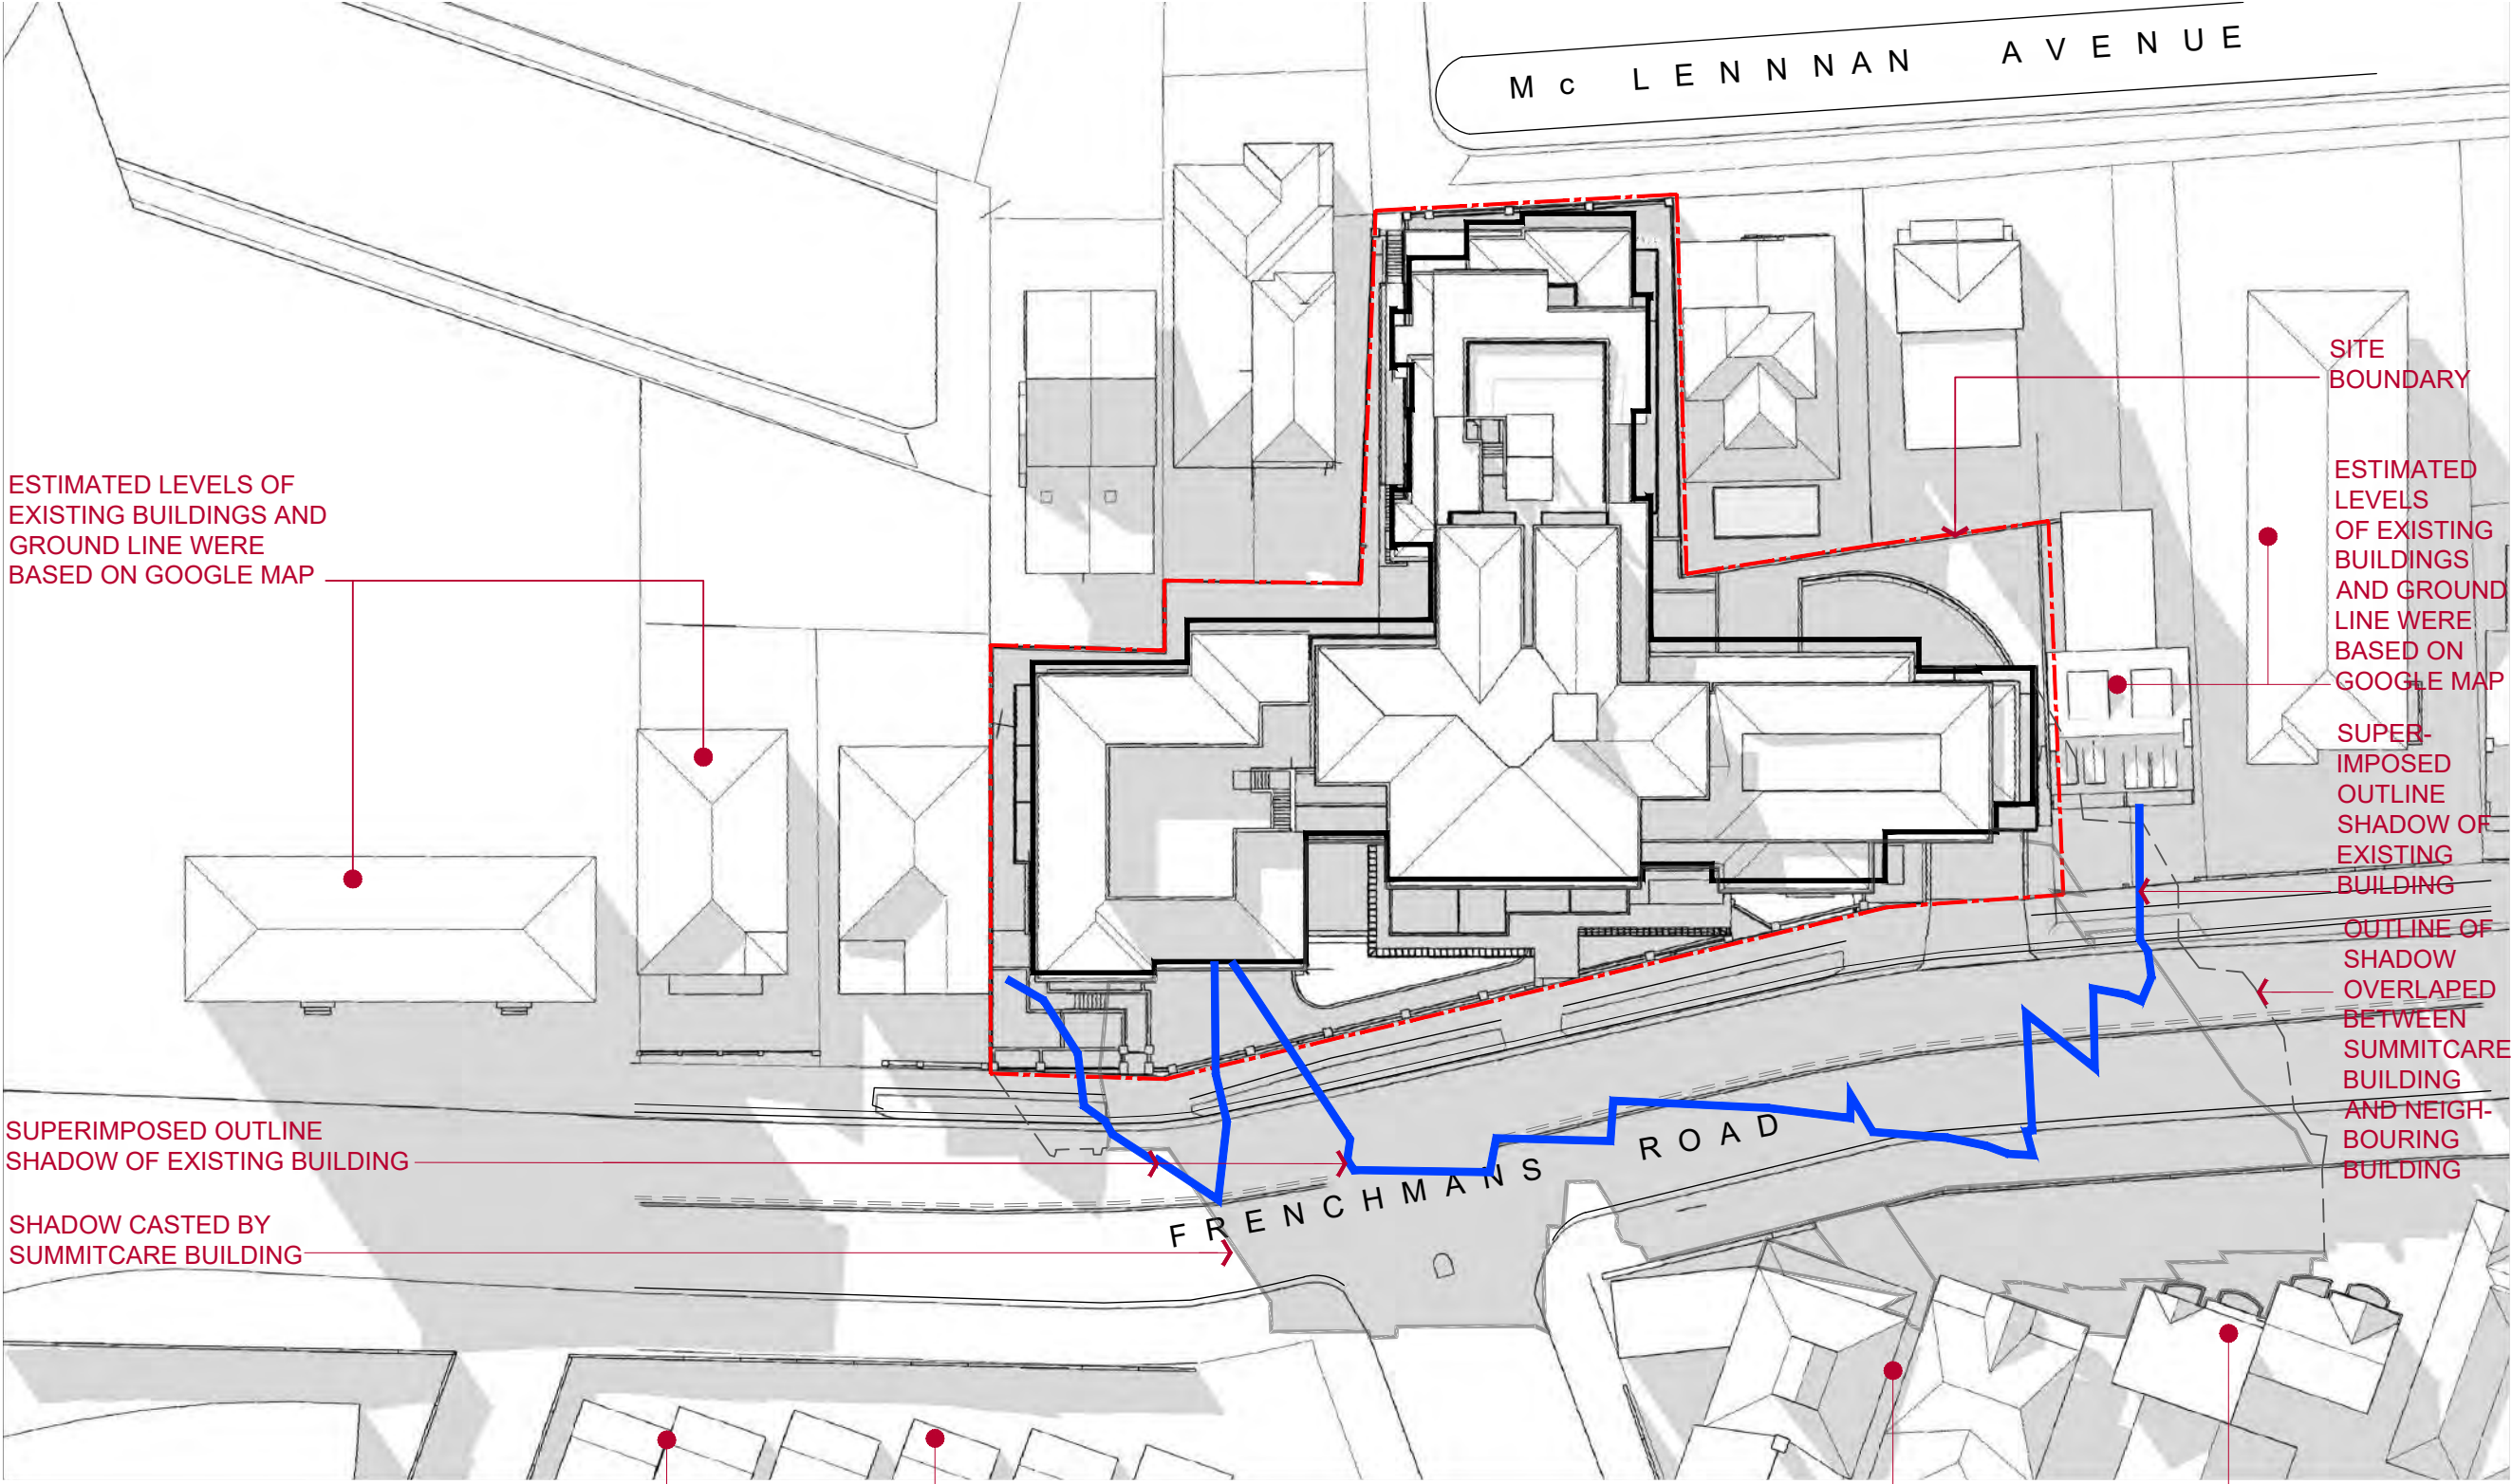 Mc LENNNAN AVENUE
SITE
BOUNDARY
ESTIMATED LEVELS OF
EXISTING BUILDINGS AND
GROUND LINE WERE
BASED ON GOOGLE MAP
ESTIMATED
LEVELS
OF EXISTING
BUILDINGS
AND GROUND
LINE WERE
BASED ON
GOOGLE MAP
SUPER-
IMPOSED
OUTLINE
SHADOW OF
EXISTING
BUILDING
OUTLINE OF
SHADOW
OVERLAPED
BETWEEN
SUMMITCARE
BUILDING
AND NEIGH-
BOURING
BUILDING
SUPERIMPOSED OUTLINE
SHADOW OF EXISTING BUILDING
FRENCHMANS ROAD
SHADOW CASTED BY
SUMMITCARE BUILDING